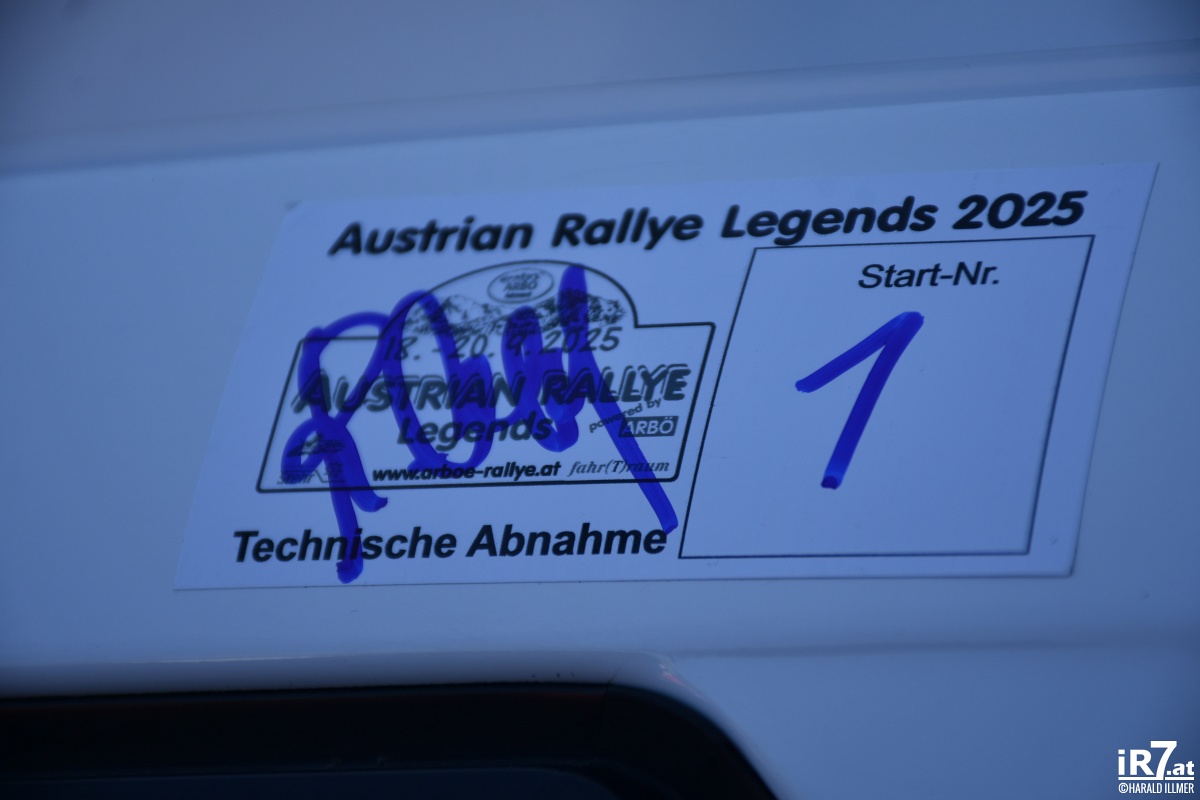 Austrian Rallye Legends 2025
Start-Nr.
1
ARBÖ
18. - 20. 9. 2025
AUSTRIAN RALLYE
Legends
powered by
ARBÖ
www.arboe-rallye.at fahr(T)raum
Technische Abnahme
iR7.at
©HARALD ILLMER